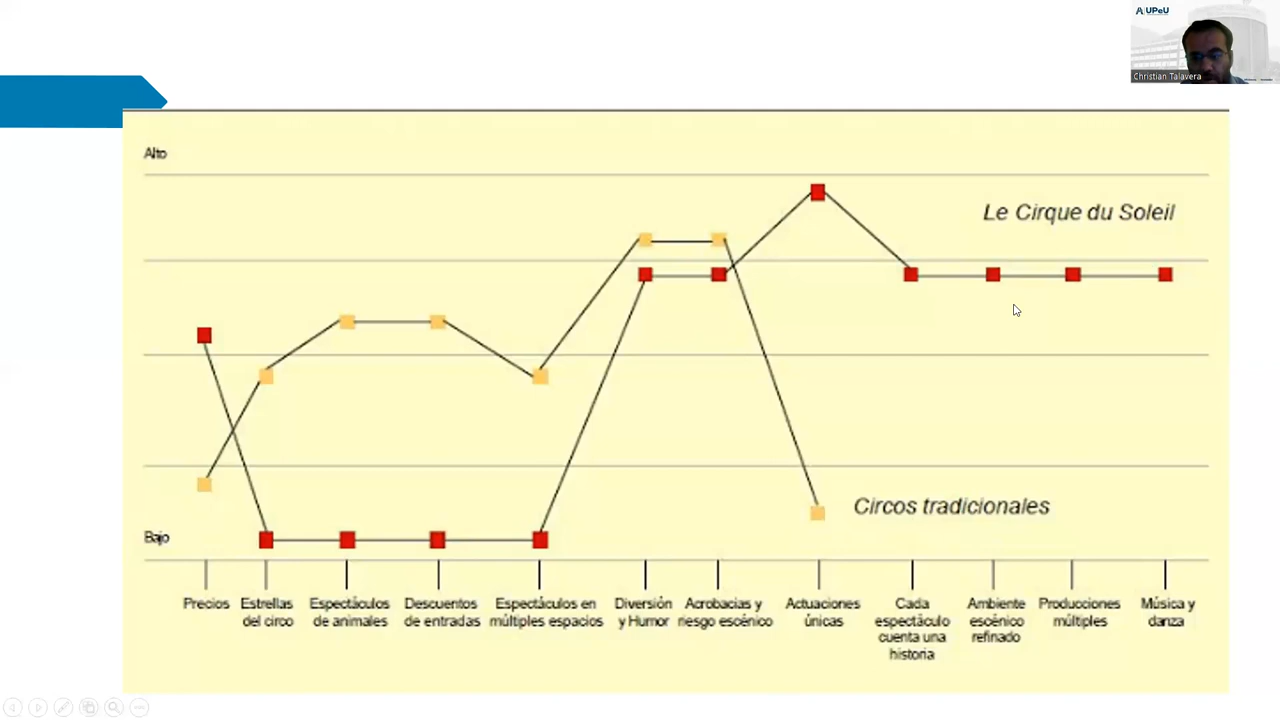 UPeU
Christian Talavera
Alto
Le Cirque du Soleil
Circos tradicionales
Bajo
Precios
Estrellas
del circo
Espectáculos
de animales
Descuentos
de entradas
Espectáculos en
múltiples espacios
Diversión
y Humor
Acrobacias y
riesgo escénico
Actuaciones
únicas
Cada
espectáculo
cuenta una
historia
Ambiente
escénico
refinado
Producciones
múltiples
Música y
danza